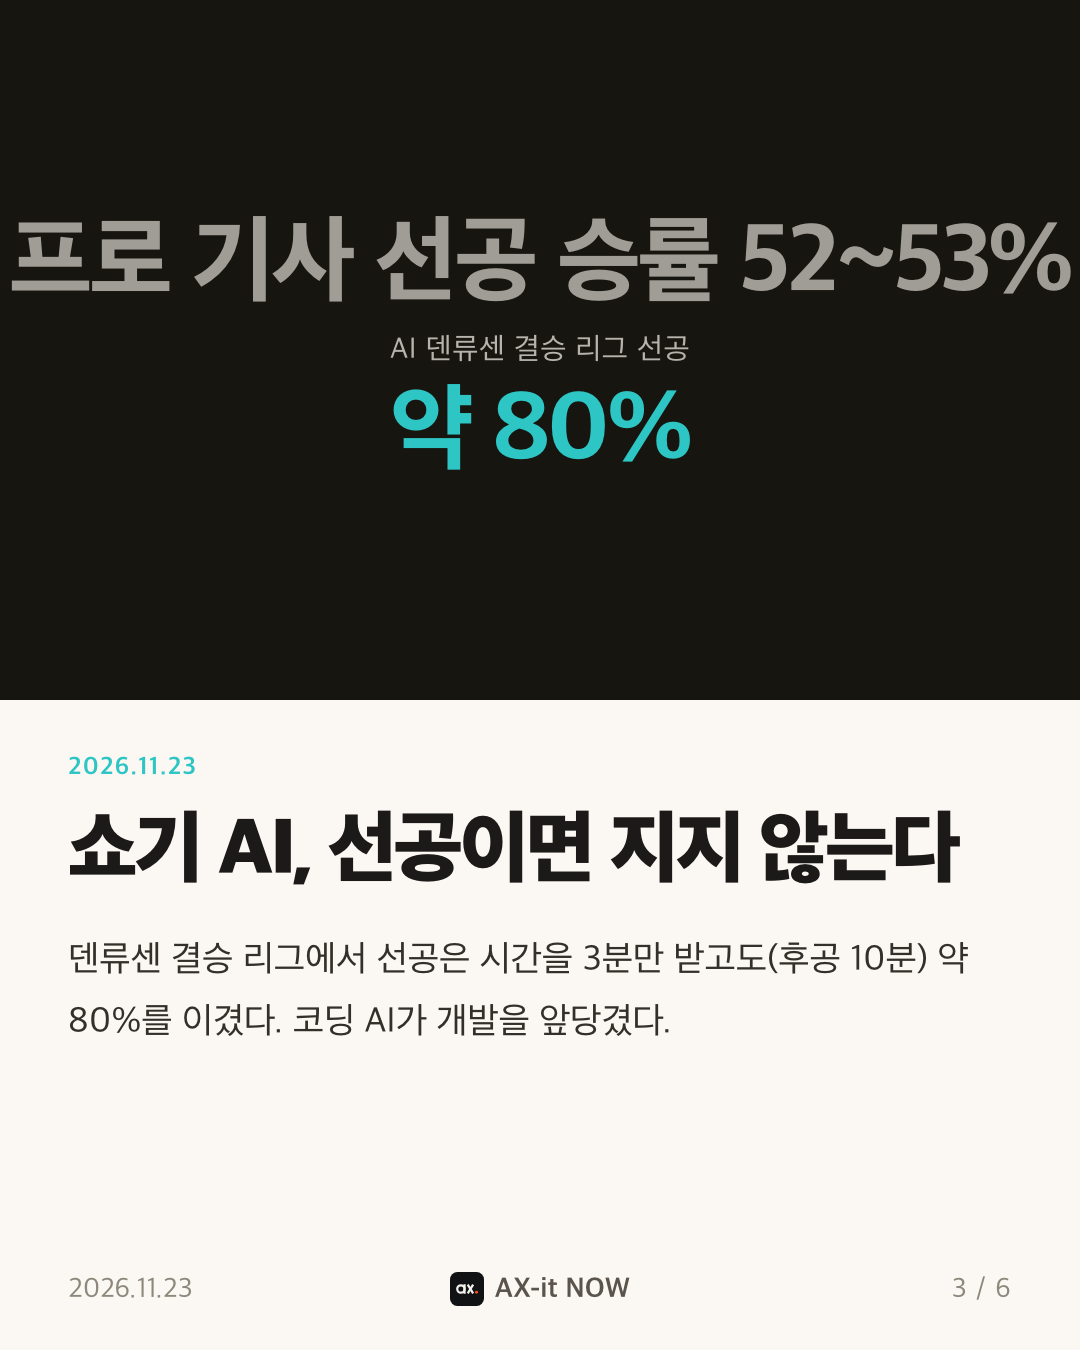 프로 기사 선공 승률 52~53%
AI 덴류센 결승 리그 선공
약 80%
2026.11.23
쇼기 AI, 선공이면 지지 않는다
덴류센 결승 리그에서 선공은 시간을 3분만 받고도(후공 10분) 약
80%를 이겼다. 코딩 AI가 개발을 앞당겼다.
2026.11.23
ax. AX-it NOW
3 / 6